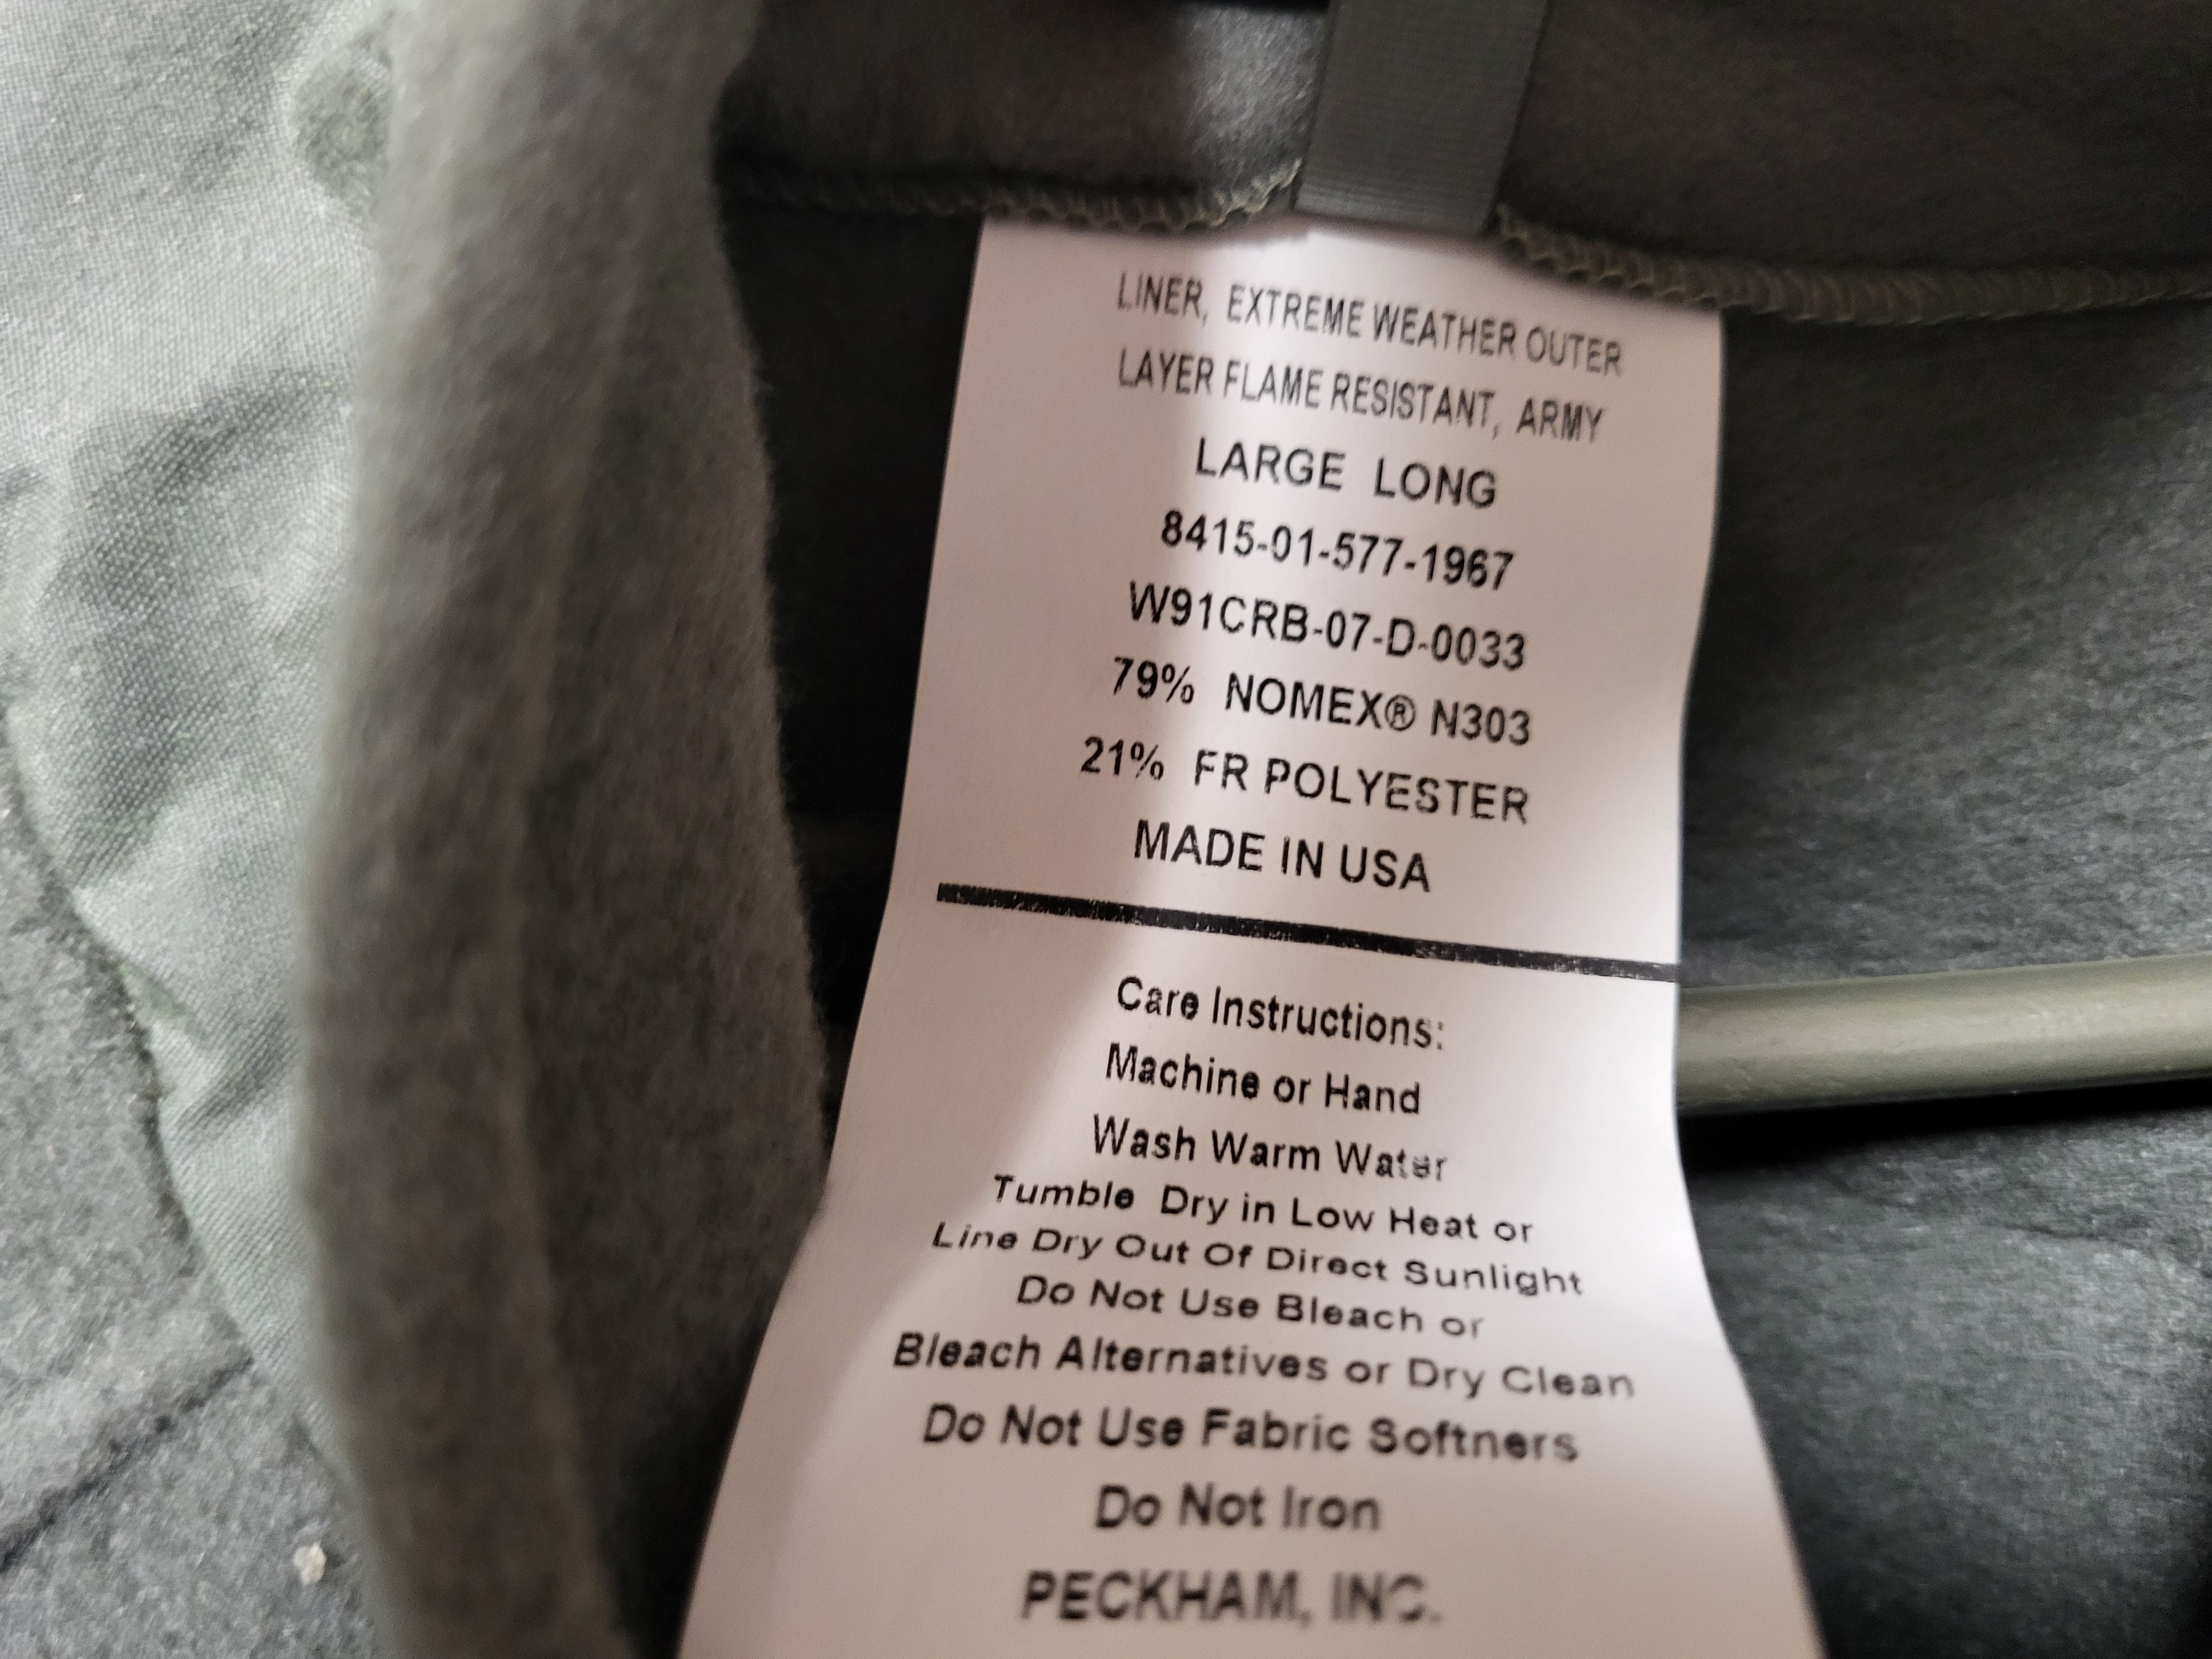 LINER, EXTREME WEATHER OUTER
LAYER FLAME RESISTANT, ARMY
LARGE LONG
8415-01-577-1967
W91CRB-07-D-0033
79% NOMEX® N303
21% FR POLYESTER
MADE IN USA
Care Instructions:
Machine or Hand
Wash Warm Water
Tumble Dry in Low Heat or
Line Dry Out Of Direct Sunlight
Do Not Use Bleach or
Bleach Alternatives or Dry Clean
Do Not Use Fabric Softners
Do Not Iron
PECKHAM, INC.